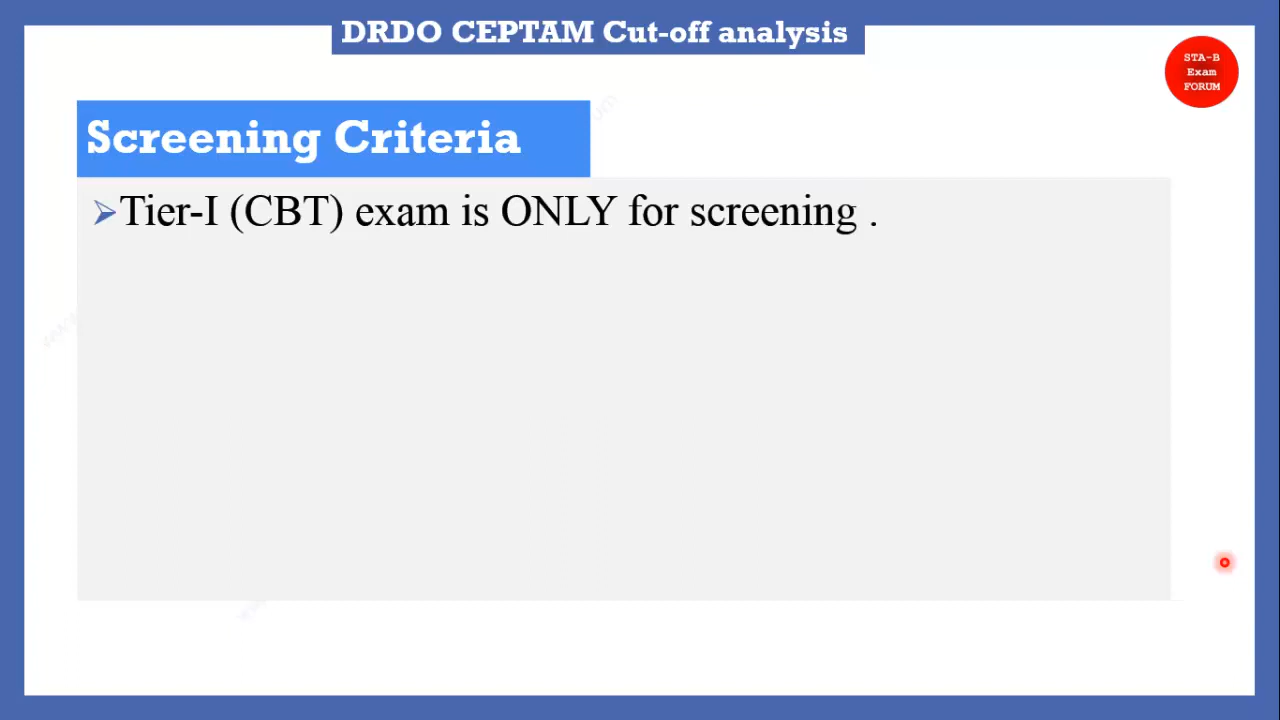 DRDO CEPTAM Cut-off analysis
STA-B
Exam
FORUM
Screening Criteria
➢Tier-I (CBT) exam is ONLY for screening .